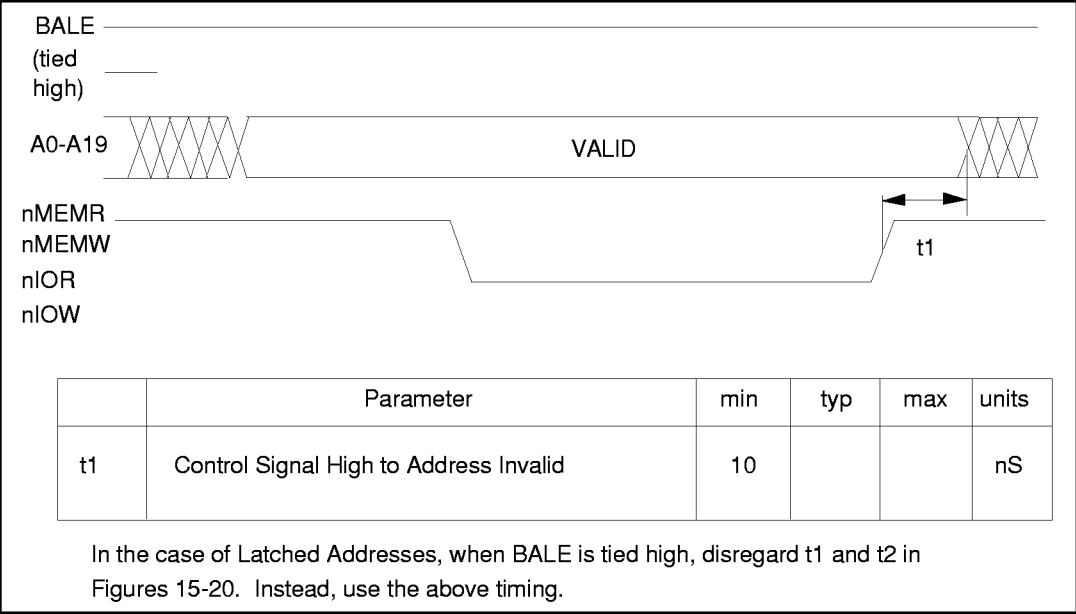 BALE
(tied
high)
A0-A19
VALID
nMEMR
nMEMW
t1
nIOR
nIOW
Parameter min typ max units
t1 Control Signal High to Address Invalid 10 nS
In the case of Latched Addresses, when BALE is tied high, disregard t1 and t2 in
Figures 15-20. Instead, use the above timing.